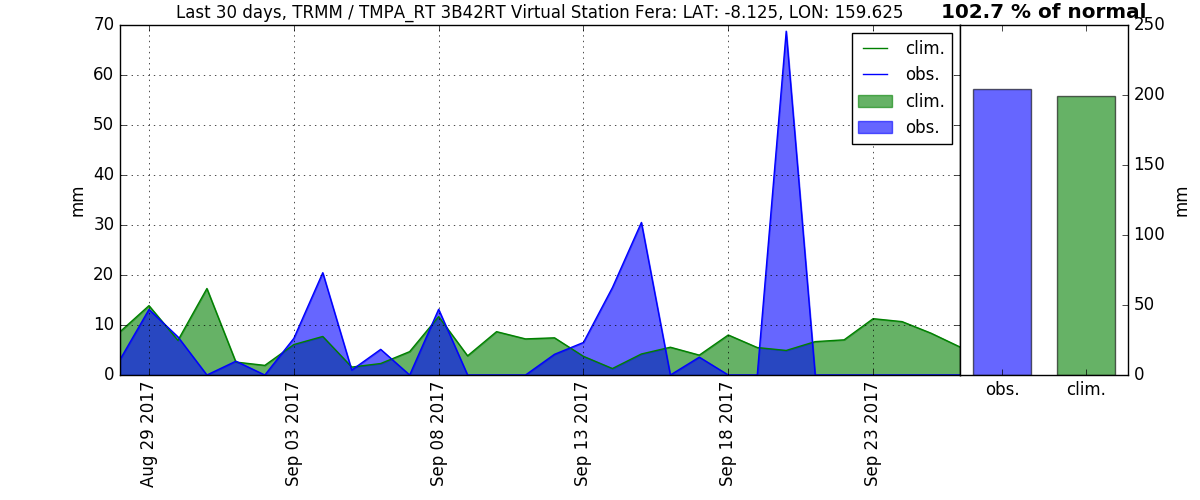 Last 30 days, TRMM / TMPA_RT 3B42RT Virtual Station Fera: LAT: -8.125, LON: 159.625
102.7 % of normal
70
60
50
40
30
20
10
0
mm
clim.
obs.
clim.
obs.
250
200
150
100
50
0
mm
Aug 29 2017
Sep 03 2017
Sep 08 2017
Sep 13 2017
Sep 18 2017
Sep 23 2017
obs.
clim.